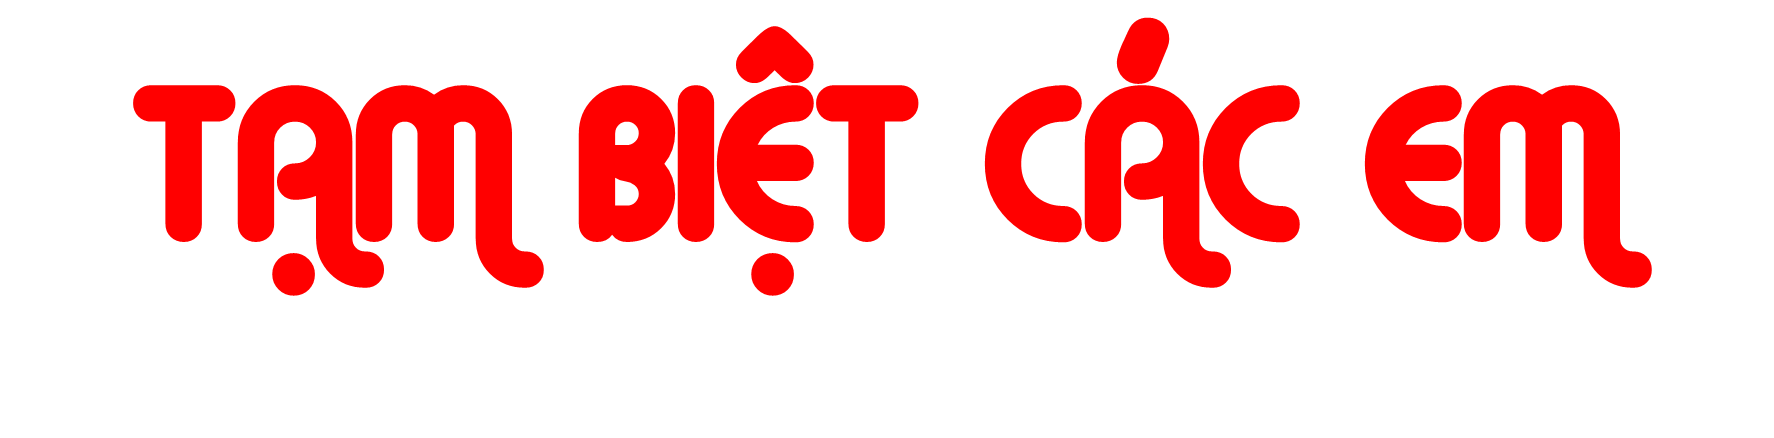 TẠM BIỆT CÁC EM